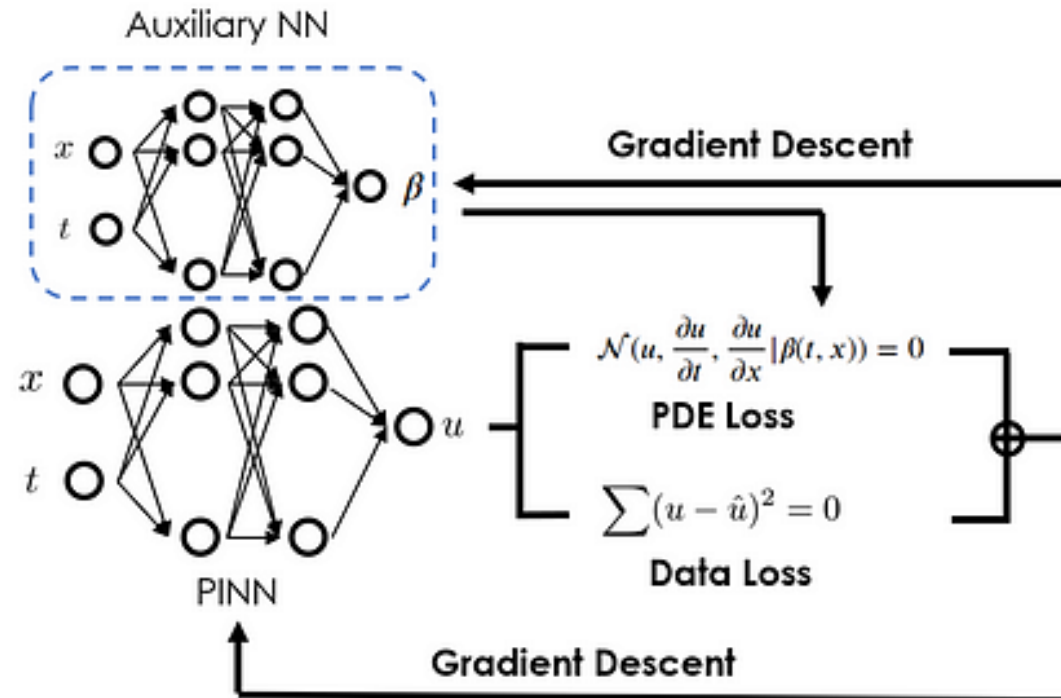 Auxiliary NN
x
t
β
Gradient Descent
x
t
u
𝒩(u, ∂u/∂t, ∂u/∂x|β(t, x)) = 0
PDE Loss
∑(u − û)² = 0
Data Loss
PINN
Gradient Descent